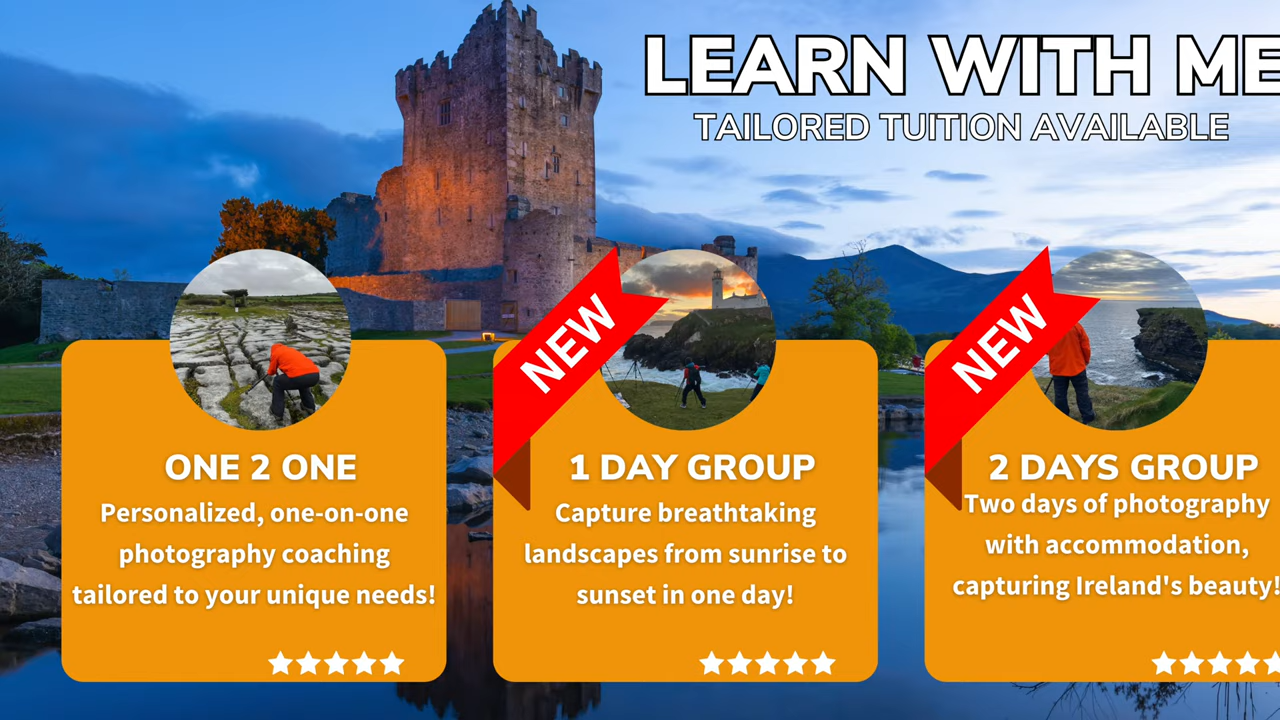 LEARN WITH ME
TAILORED TUITION AVAILABLE
NEW
NEW
ONE 2 ONE
Personalized, one-on-one
photography coaching
tailored to your unique needs!
1 DAY GROUP
Capture breathtaking
landscapes from sunrise to
sunset in one day!
2 DAYS GROUP
Two days of photography
with accommodation,
capturing Ireland's beauty!